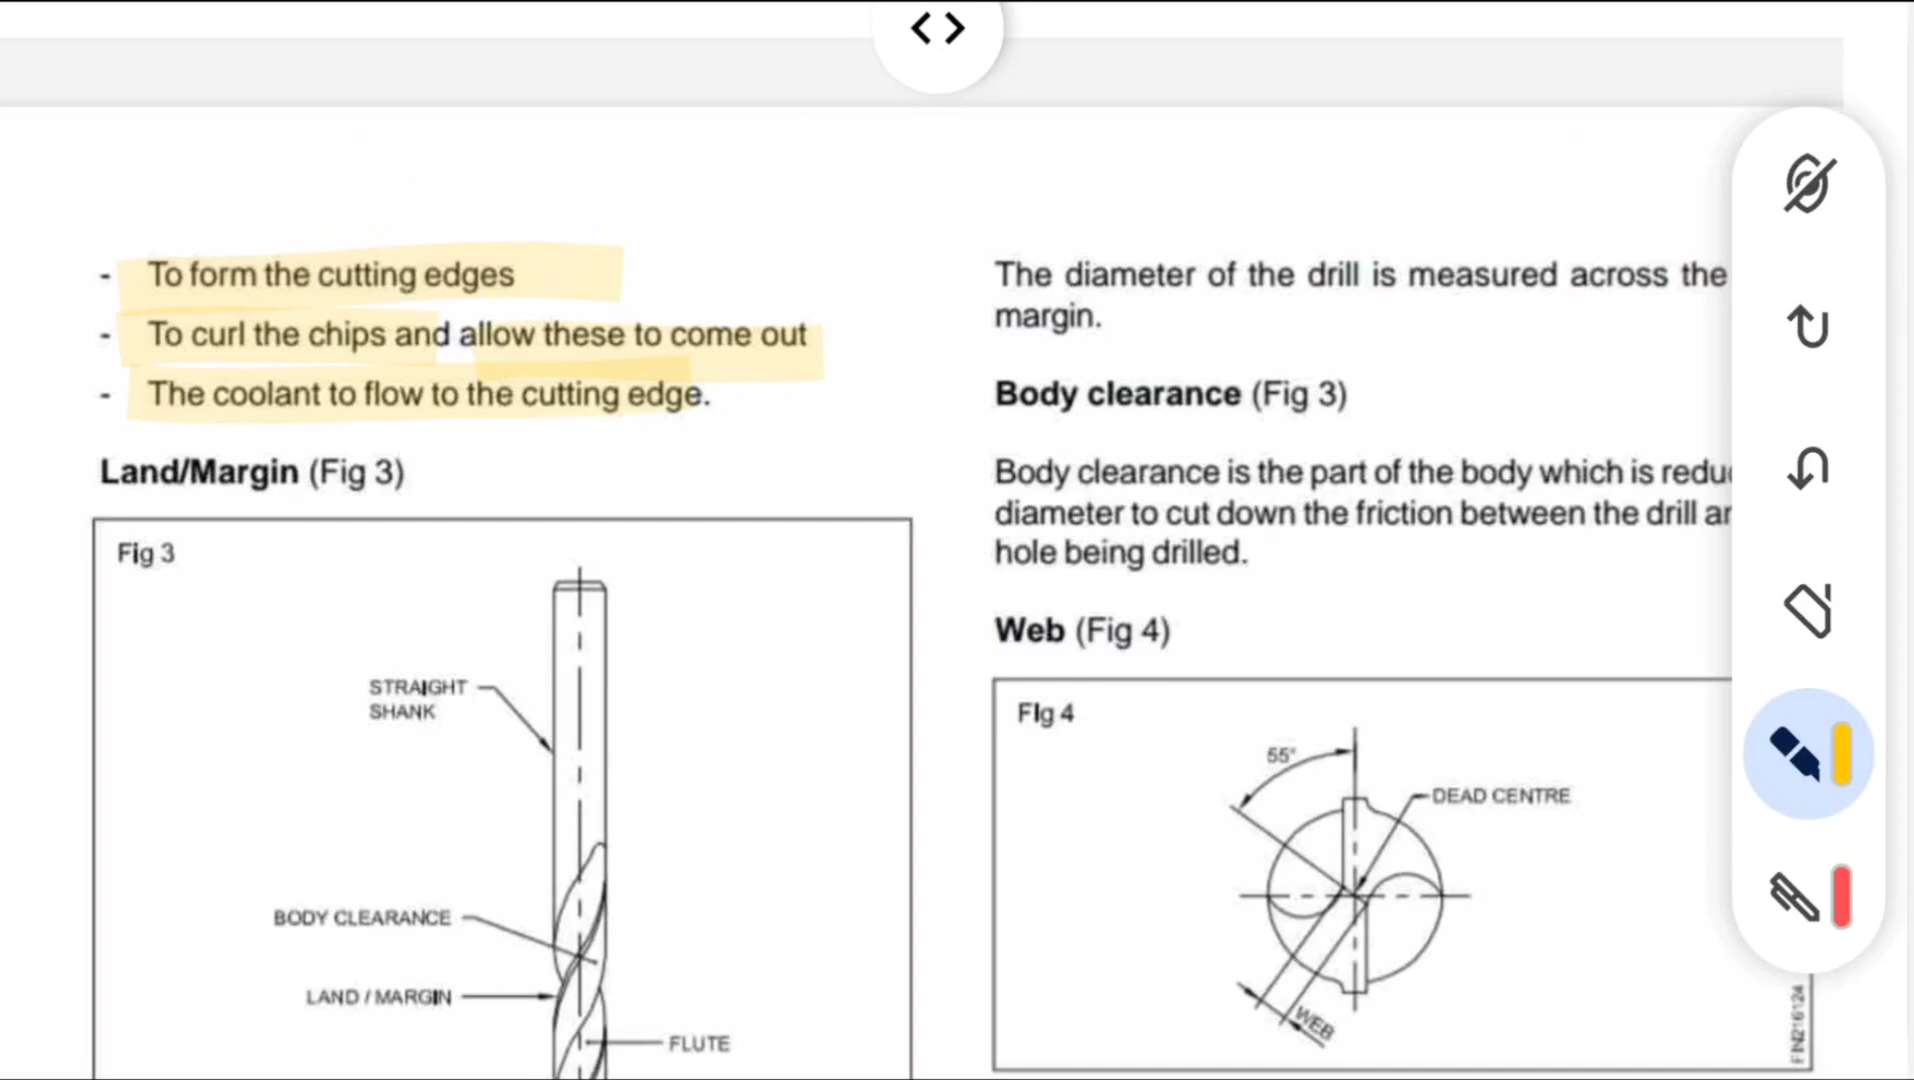 - To form the cutting edges
- To curl the chips and allow these to come out
- The coolant to flow to the cutting edge.
Land/Margin (Fig 3)
Fig 3
STRAIGHT
SHANK
BODY CLEARANCE
LAND / MARGIN
FLUTE
The diameter of the drill is measured across the
margin.
Body clearance (Fig 3)
Body clearance is the part of the body which is
diameter to cut down the friction between the drill
hole being drilled.
Web (Fig 4)
Fig 4
55°
DEAD CENTRE
WEB
FIN216124